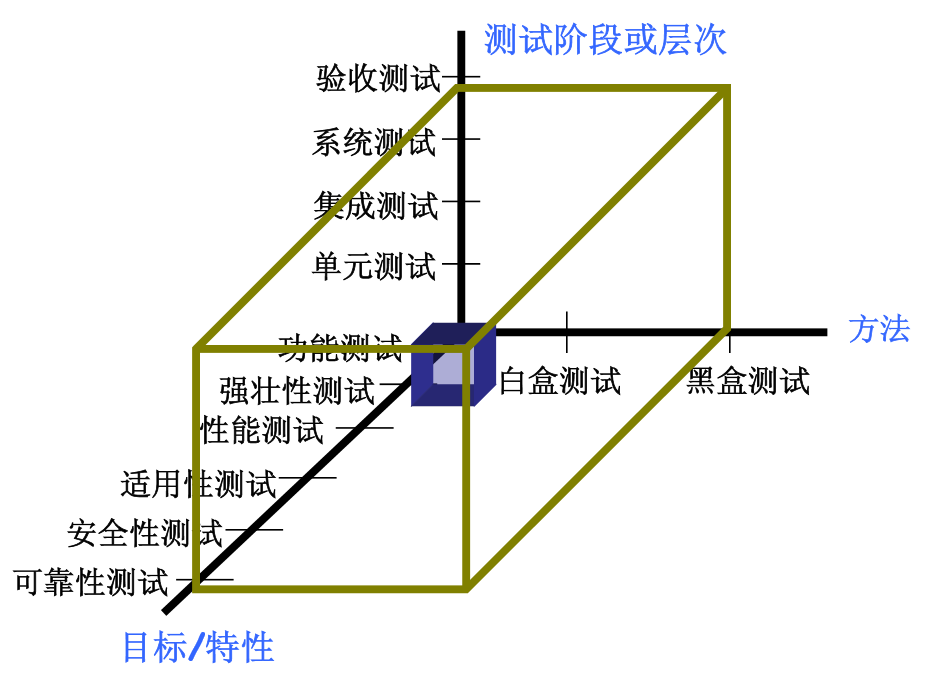 测试阶段或层次
验收测试
系统测试
集成测试
单元测试
方法
功能测试
强壮性测试
白盒测试
黑盒测试
性能测试
适用性测试
安全性测试
可靠性测试
目标/特性